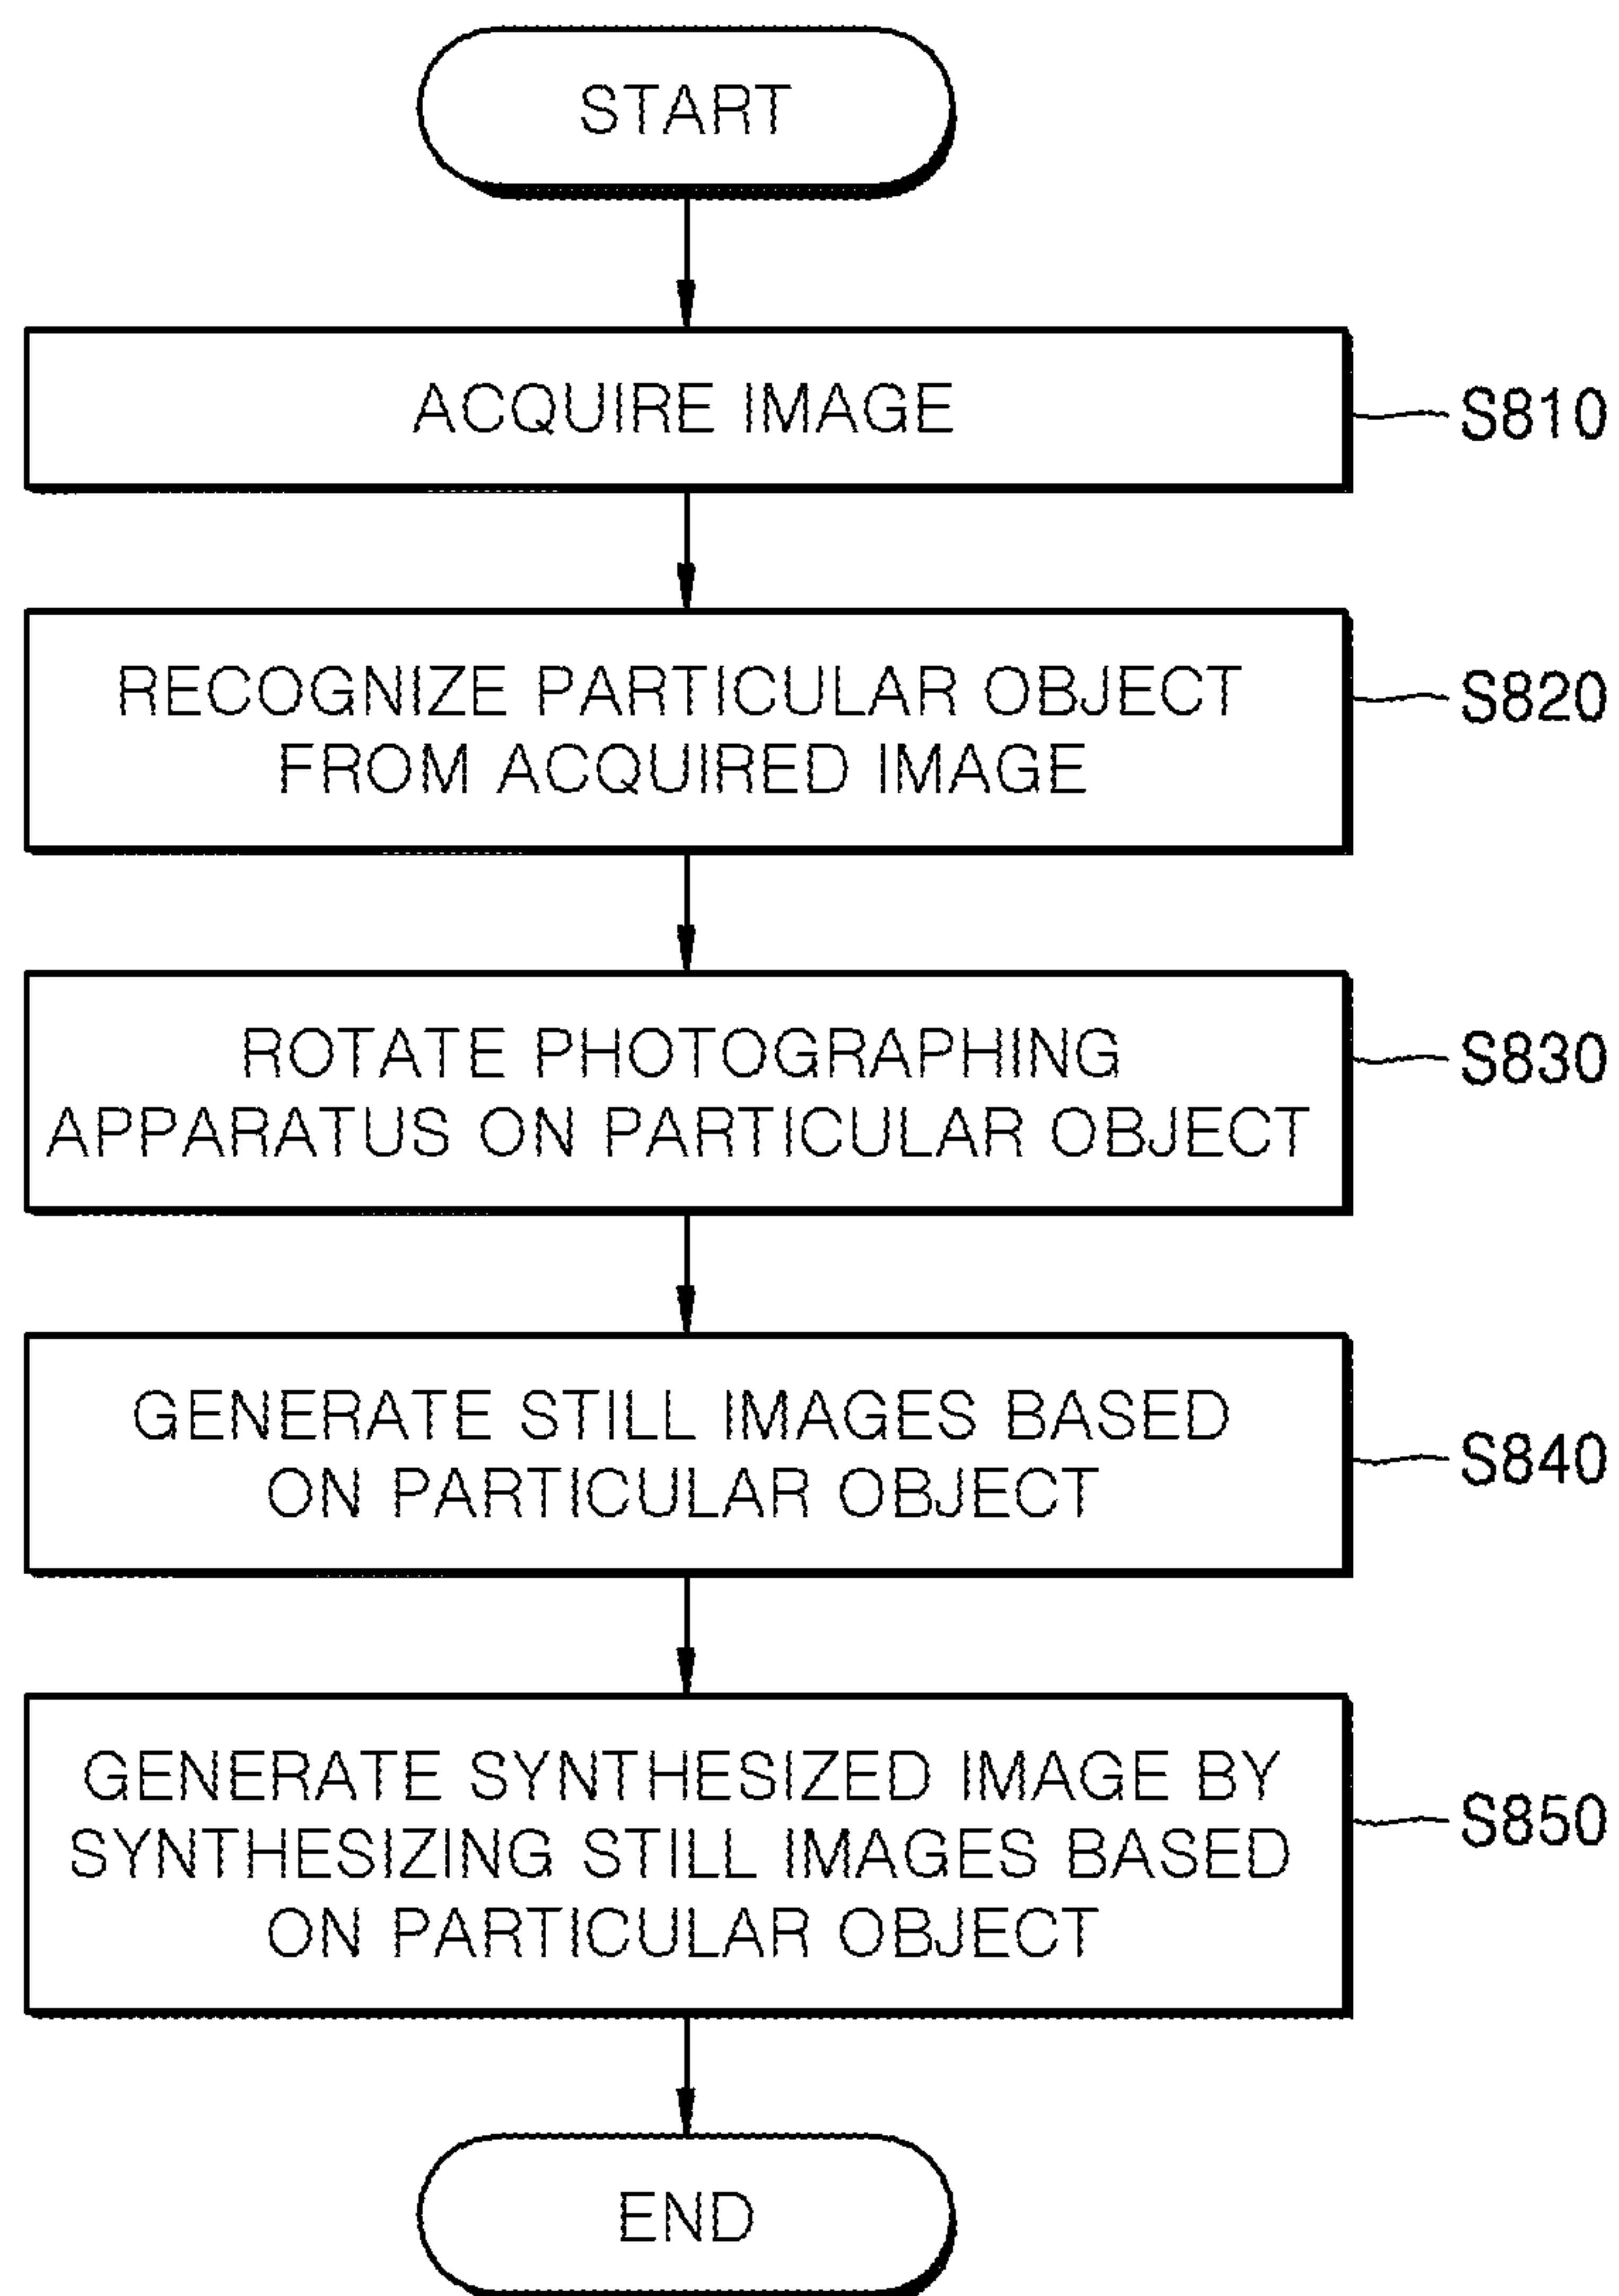 START
ACQUIRE IMAGE
S810
RECOGNIZE PARTICULAR OBJECT
FROM ACQUIRED IMAGE
S820
ROTATE PHOTOGRAPHING
APPARATUS ON PARTICULAR OBJECT
S830
GENERATE STILL IMAGES BASED
ON PARTICULAR OBJECT
S840
GENERATE SYNTHESIZED IMAGE BY
SYNTHESIZING STILL IMAGES BASED
ON PARTICULAR OBJECT
S850
END